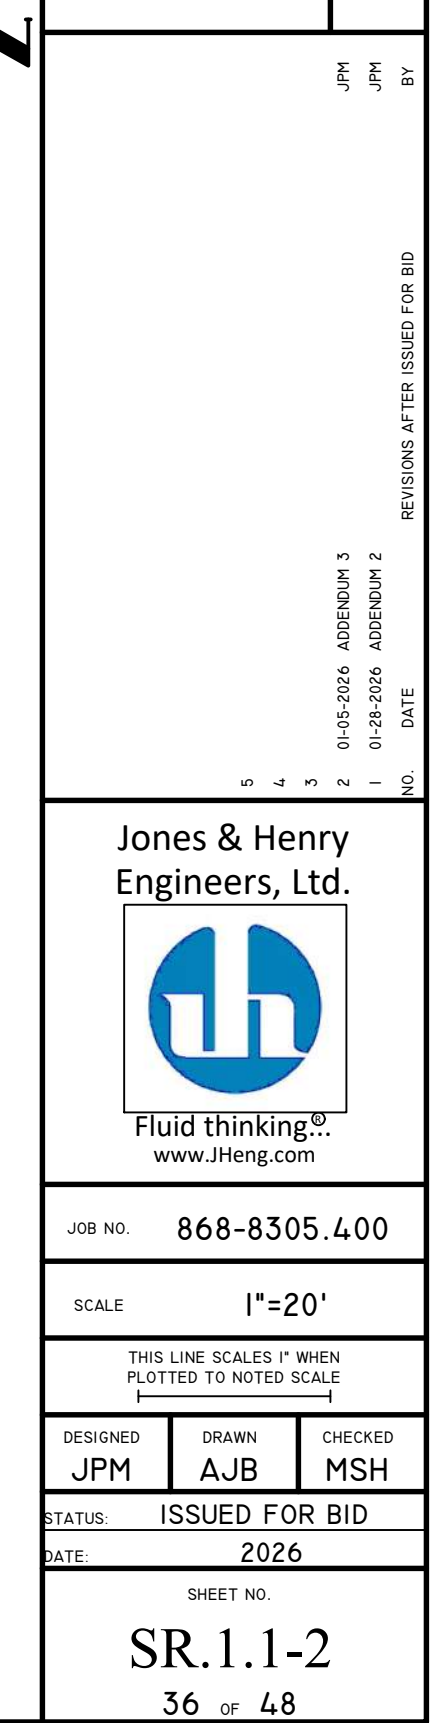 5
4
3
2 01-05-2026 ADDENDUM 3 JPM
1 01-28-2026 ADDENDUM 2 JPM
NO. DATE REVISIONS AFTER ISSUED FOR BID BY
Jones & Henry
Engineers, Ltd.
Fluid thinking®...
www.JHeng.com
JOB NO. 868-8305.400
SCALE 1"=20'
THIS LINE SCALES 1" WHEN
PLOTTED TO NOTED SCALE
DESIGNED DRAWN CHECKED
JPM AJB MSH
STATUS: ISSUED FOR BID
DATE: 2026
SHEET NO.
SR.1.1-2
36 OF 48